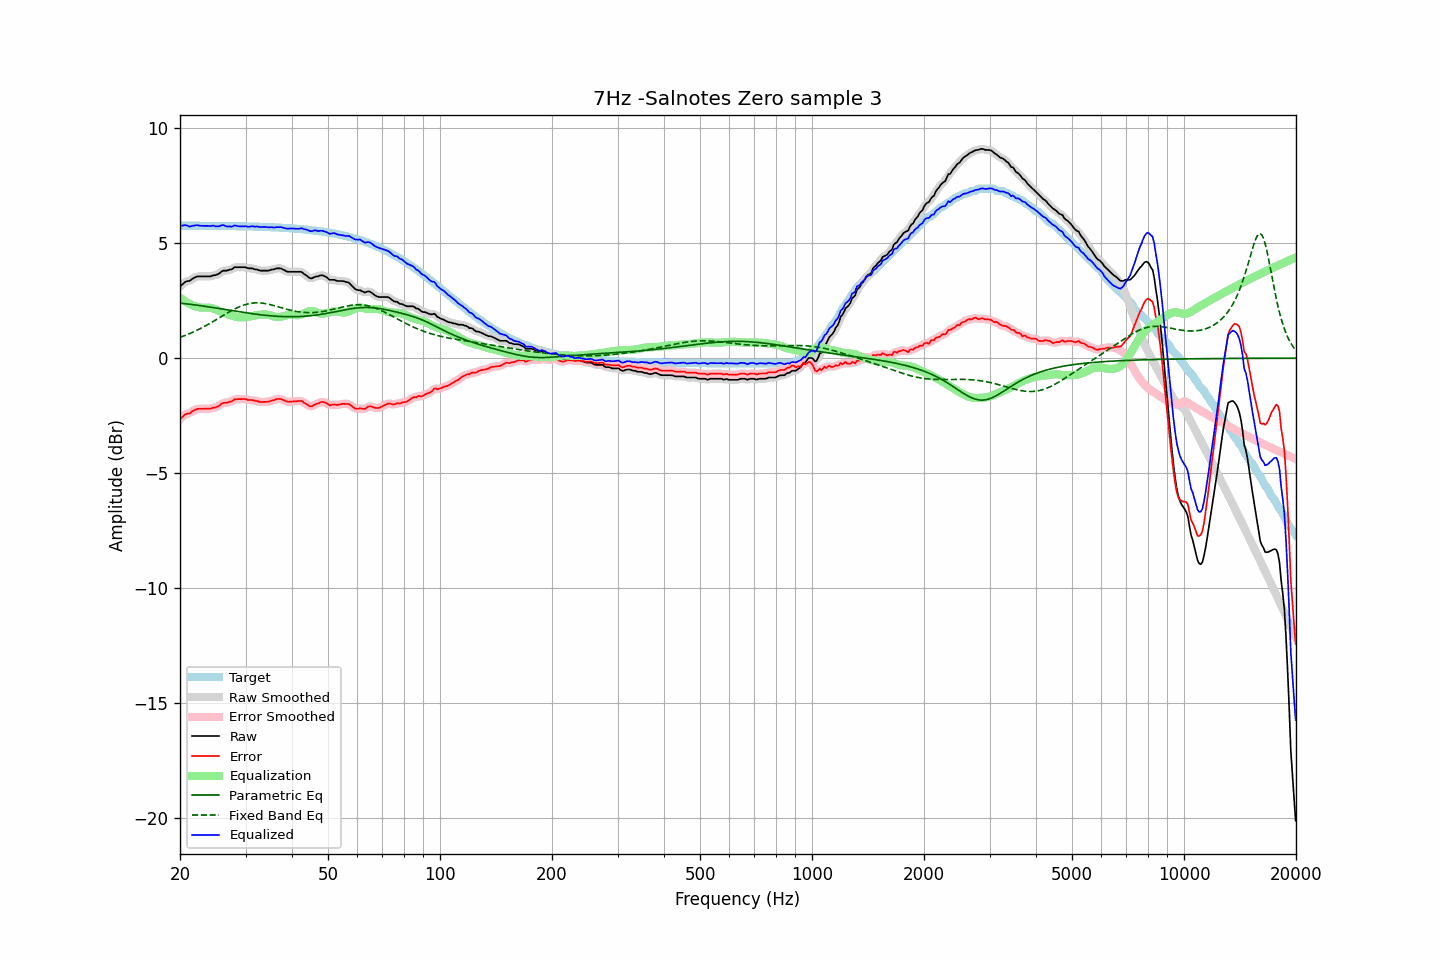 7Hz -Salnotes Zero sample 3
10
5
0
−5
−10
−15
−20
Amplitude (dBr)
Target
Raw Smoothed
Error Smoothed
Raw
Error
Equalization
Parametric Eq
Fixed Band Eq
Equalized
20
50
100
200
500
1000
2000
5000
10000
20000
Frequency (Hz)